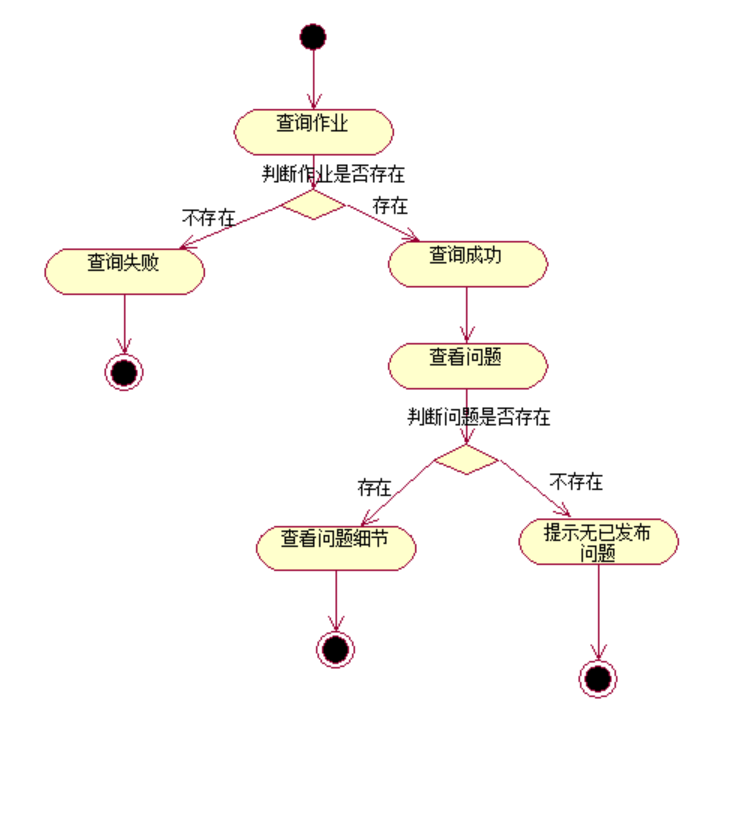 查询作业
判断作业是否存在
不存在
存在
查询失败
查询成功
查看问题
判断问题是否存在
存在
不存在
查看问题细节
提示无已发布
问题